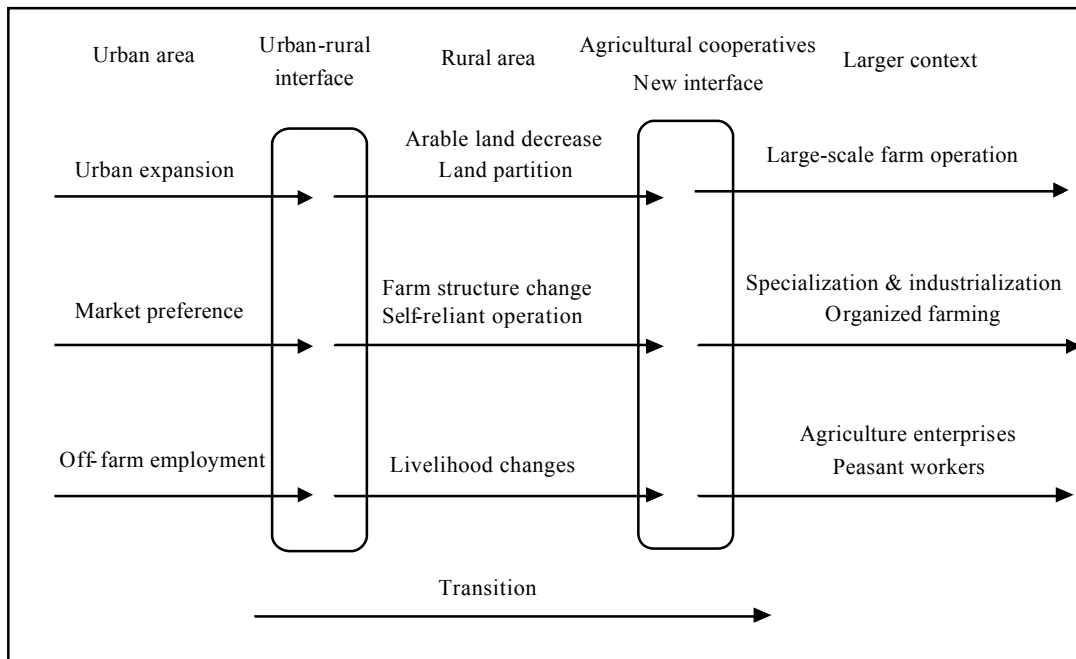 Urban area
Urban-rural
interface
Rural area
Agricultural cooperatives
New interface
Larger context
Urban expansion
Arable land decrease
Land partition
Large-scale farm operation
Market preference
Farm structure change
Self-reliant operation
Specialization & industrialization
Organized farming
Off-farm employment
Livelihood changes
Agriculture enterprises
Peasant workers
Transition